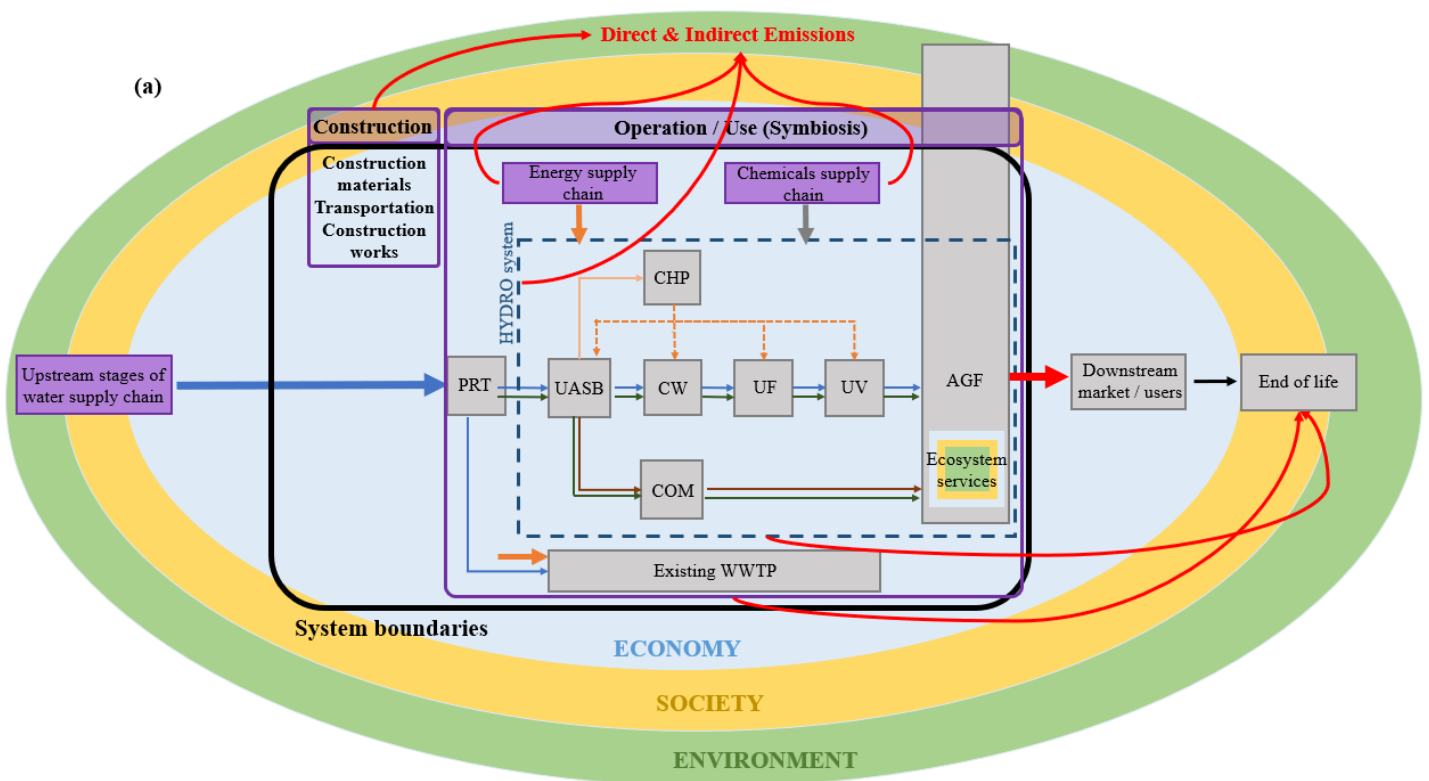 Direct & Indirect Emissions
(a)
Construction
Operation / Use (Symbiosis)
Construction
materials
Transportation
Construction
works
Energy supply
chain
Chemicals supply
chain
HYDRO system
CHP
Upstream stages of
water supply chain
PRT
UASB
CW
UF
UV
AGF
Downstream
market / users
End of life
Ecosystem
services
COM
Existing WWTP
System boundaries
ECONOMY
SOCIETY
ENVIRONMENT